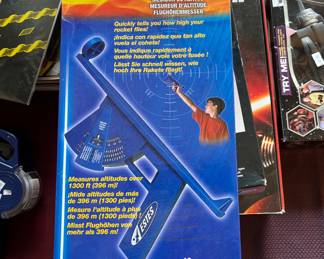 MESUREUR D'ALTITUDE
FLUGHÖHENMESSER
Quickly tells you how high your
rocket flies!
¡Indica con rapidez que tan alto
vuela el cohete!
Vous indique rapidement à
quelle hauteur vole votre fusée !
Lässt Sie schnell wissen, wie
hoch Ihre Rakete fliegt!
Measures altitudes over
1300 ft (396 m)!
¡Mide altitudes de más
de 396 m (1300 pies)!
Mesure l'altitude à plus
de 396 m (1300 pieds) !
Misst Flughöhen von
mehr als 396 m!
ESTES
TRY ME!